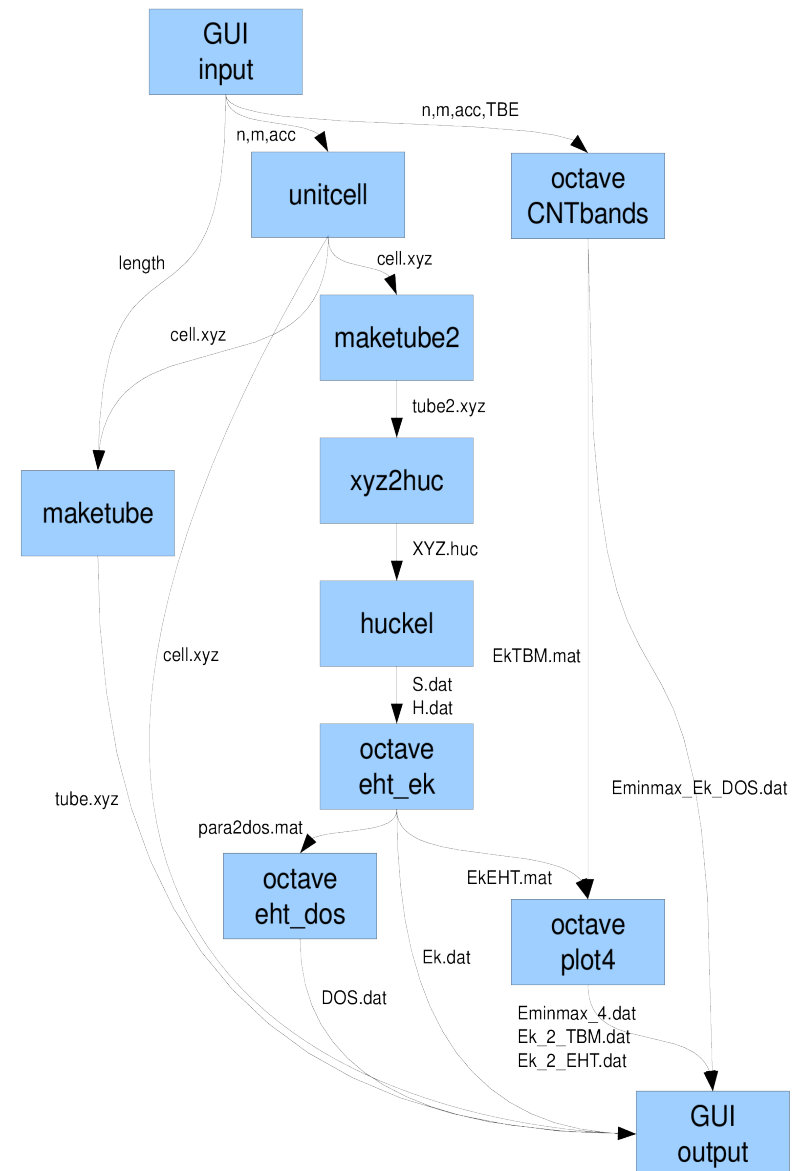 GUI
input
n,m,acc,TBE
n,m,acc
unitcell
octave
CNTbands
length
cell.xyz
cell.xyz
maketube2
tube2.xyz
maketube
xyz2huc
XYZ.huc
huckel
cell.xyz
EkTBM.mat
S.dat
H.dat
octave
eht_ek
Eminmax_Ek_DOS.dat
tube.xyz
para2dos.mat
EkEHT.mat
octave
eht_dos
octave
plot4
Ek.dat
DOS.dat
Eminmax_4.dat
Ek_2_TBM.dat
Ek_2_EHT.dat
GUI
output